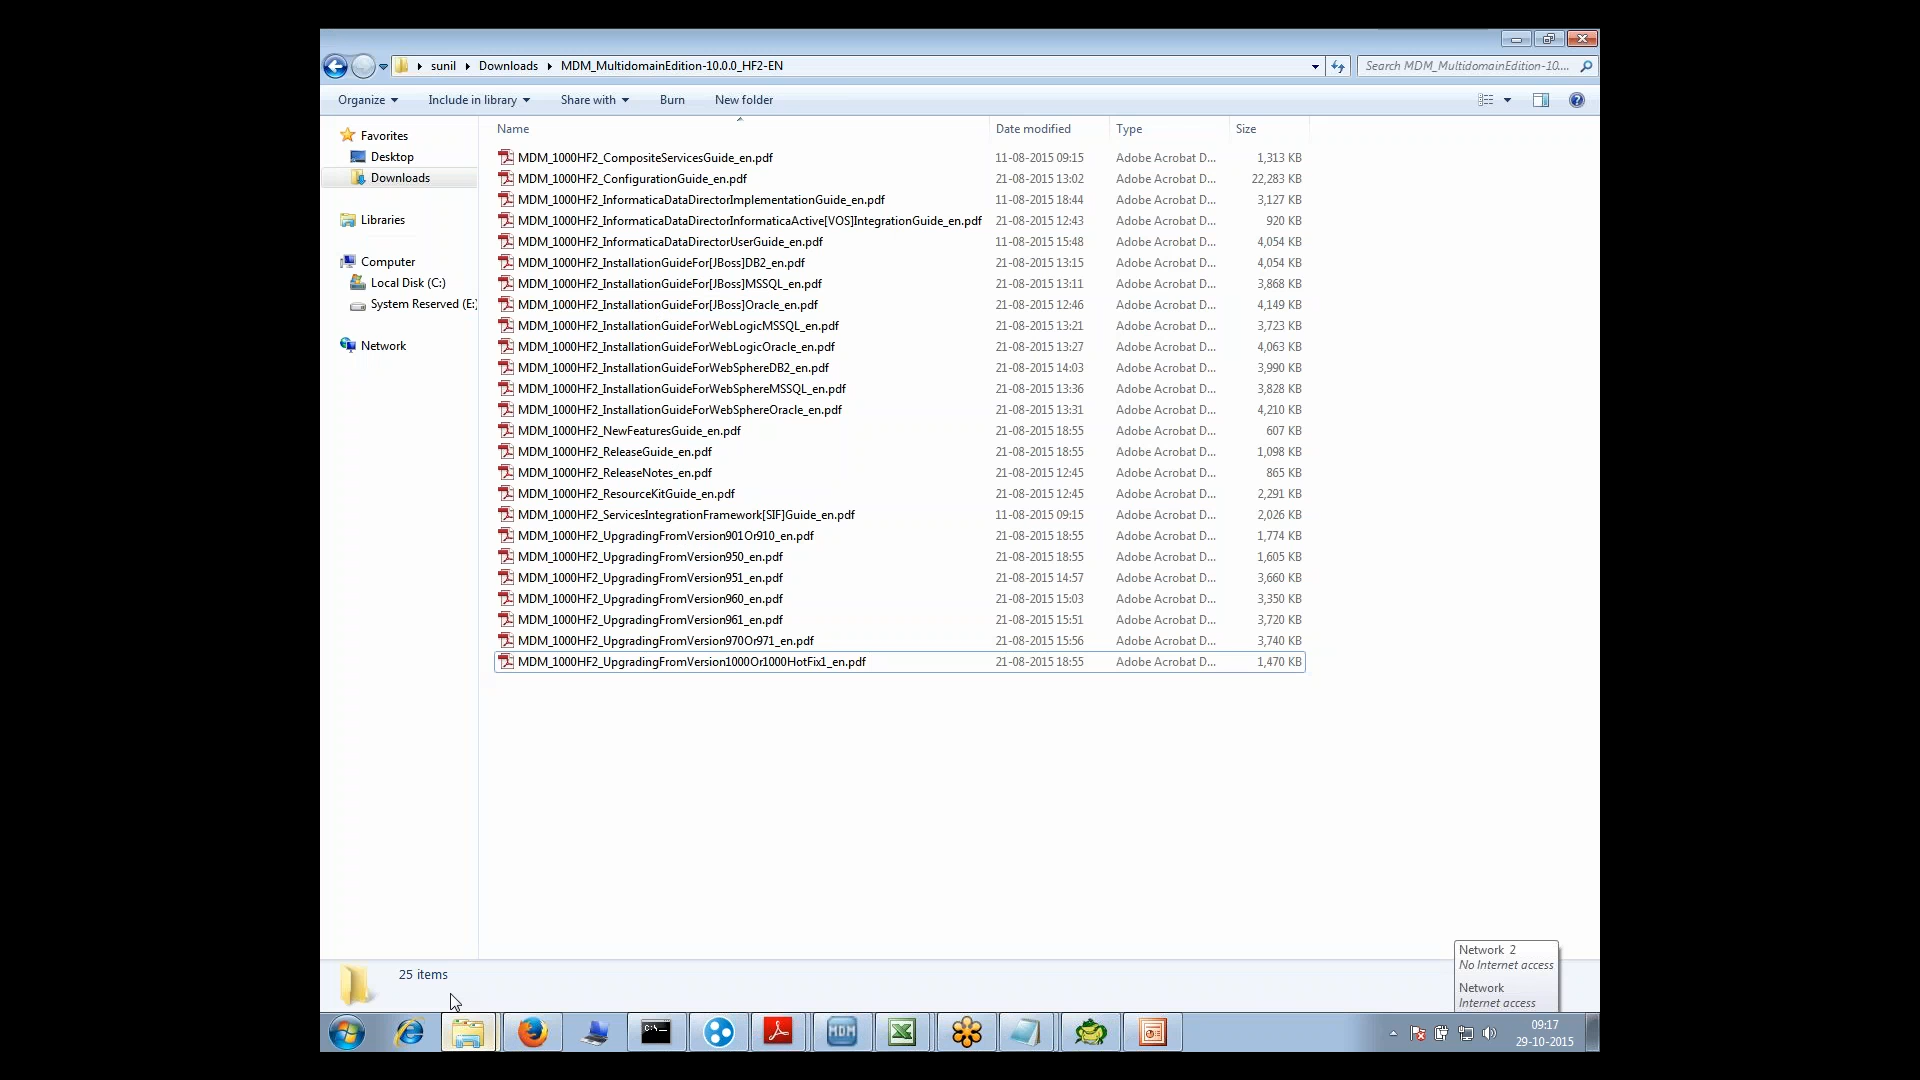 sunil ▸ Downloads ▸ MDM_MultidomainEdition-10.0.0_HF2-EN
Search MDM_MultidomainEdition-10....
Organize Include in library Share with Burn New folder
Name Date modified Type Size
Favorites
Desktop
Downloads
Libraries
Computer
Local Disk (C:)
System Reserved (E:
Network
MDM_1000HF2_CompositeServicesGuide_en.pdf 11-08-2015 09:15 Adobe Acrobat D... 1,313 KB
MDM_1000HF2_ConfigurationGuide_en.pdf 21-08-2015 13:02 Adobe Acrobat D... 22,283 KB
MDM_1000HF2_InformaticaDataDirectorImplementationGuide_en.pdf 11-08-2015 18:44 Adobe Acrobat D... 3,127 KB
MDM_1000HF2_InformaticaDataDirectorInformaticaActive[VOS]IntegrationGuide_en.pdf 21-08-2015 12:43 Adobe Acrobat D... 920 KB
MDM_1000HF2_InformaticaDataDirectorUserGuide_en.pdf 11-08-2015 15:48 Adobe Acrobat D... 4,054 KB
MDM_1000HF2_InstallationGuideFor[JBoss]DB2_en.pdf 21-08-2015 13:15 Adobe Acrobat D... 4,054 KB
MDM_1000HF2_InstallationGuideFor[JBoss]MSSQL_en.pdf 21-08-2015 13:11 Adobe Acrobat D... 3,868 KB
MDM_1000HF2_InstallationGuideFor[JBoss]Oracle_en.pdf 21-08-2015 12:46 Adobe Acrobat D... 4,149 KB
MDM_1000HF2_InstallationGuideForWebLogicMSSQL_en.pdf 21-08-2015 13:21 Adobe Acrobat D... 3,723 KB
MDM_1000HF2_InstallationGuideForWebLogicOracle_en.pdf 21-08-2015 13:27 Adobe Acrobat D... 4,063 KB
MDM_1000HF2_InstallationGuideForWebSphereDB2_en.pdf 21-08-2015 14:03 Adobe Acrobat D... 3,990 KB
MDM_1000HF2_InstallationGuideForWebSphereMSSQL_en.pdf 21-08-2015 13:36 Adobe Acrobat D... 3,828 KB
MDM_1000HF2_InstallationGuideForWebSphereOracle_en.pdf 21-08-2015 13:31 Adobe Acrobat D... 4,210 KB
MDM_1000HF2_NewFeaturesGuide_en.pdf 21-08-2015 18:55 Adobe Acrobat D... 607 KB
MDM_1000HF2_ReleaseGuide_en.pdf 21-08-2015 18:55 Adobe Acrobat D... 1,098 KB
MDM_1000HF2_ReleaseNotes_en.pdf 21-08-2015 12:45 Adobe Acrobat D... 865 KB
MDM_1000HF2_ResourceKitGuide_en.pdf 21-08-2015 12:45 Adobe Acrobat D... 2,291 KB
MDM_1000HF2_ServicesIntegrationFramework[SIF]Guide_en.pdf 11-08-2015 09:15 Adobe Acrobat D... 2,026 KB
MDM_1000HF2_UpgradingFromVersion901Or910_en.pdf 21-08-2015 18:55 Adobe Acrobat D... 1,774 KB
MDM_1000HF2_UpgradingFromVersion950_en.pdf 21-08-2015 18:55 Adobe Acrobat D... 1,605 KB
MDM_1000HF2_UpgradingFromVersion951_en.pdf 21-08-2015 14:57 Adobe Acrobat D... 3,660 KB
MDM_1000HF2_UpgradingFromVersion960_en.pdf 21-08-2015 15:03 Adobe Acrobat D... 3,350 KB
MDM_1000HF2_UpgradingFromVersion961_en.pdf 21-08-2015 15:51 Adobe Acrobat D... 3,720 KB
MDM_1000HF2_UpgradingFromVersion970Or971_en.pdf 21-08-2015 15:56 Adobe Acrobat D... 3,740 KB
MDM_1000HF2_UpgradingFromVersion1000Or1000HotFix1_en.pdf 21-08-2015 18:55 Adobe Acrobat D... 1,470 KB
25 items
Network 2
No Internet access
Network
Internet access
C:\.
MDM
09:17
29-10-2015